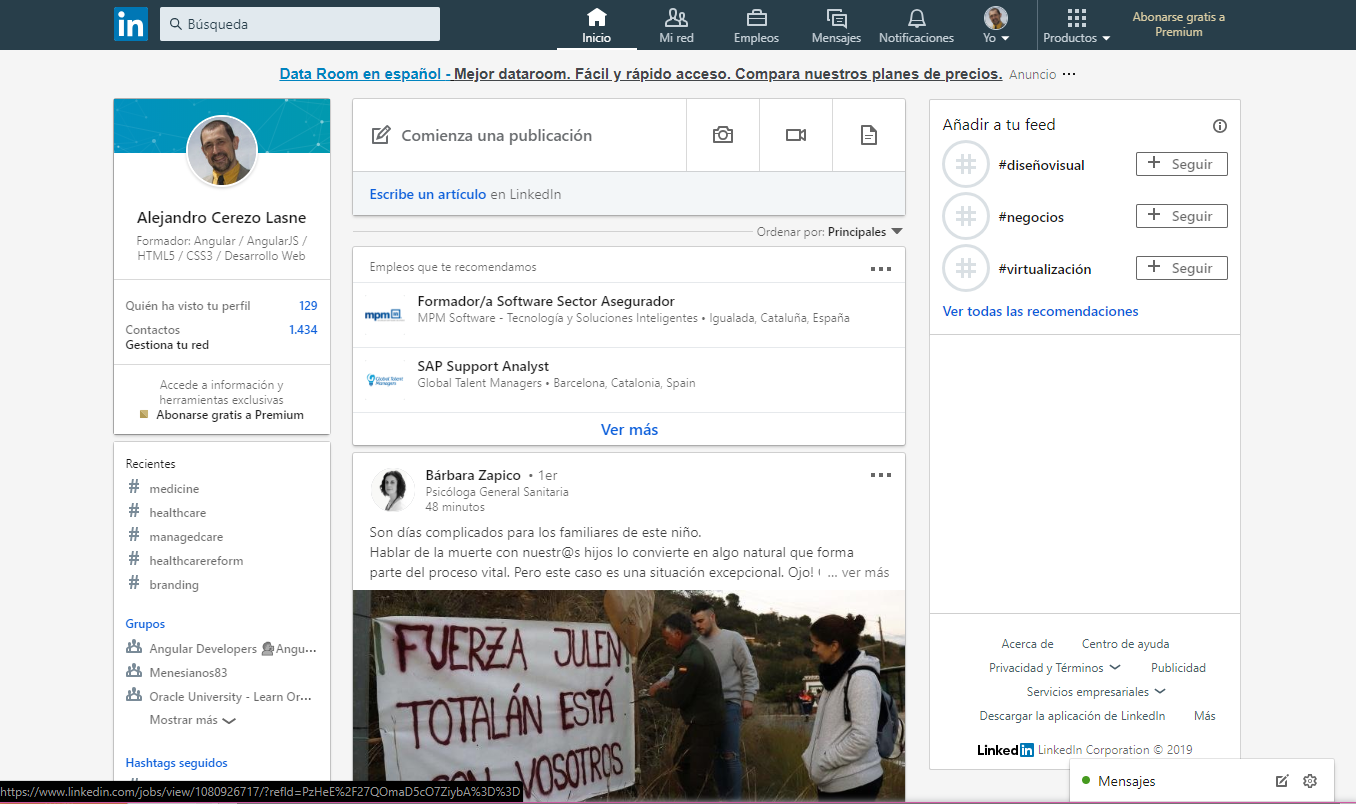 in
Búsqueda
Inicio
Mi red
Empleos
Mensajes
Notificaciones
Yo
Productos
Abonarse gratis a
Premium
Data Room en español - Mejor dataroom. Fácil y rápido acceso. Compara nuestros planes de precios. Anuncio ···
Alejandro Cerezo Lasne
Formador: Angular / AngularJS /
HTML5 / CSS3 / Desarrollo Web
Quién ha visto tu perfil 129
Contactos 1.434
Gestiona tu red
Accede a información y
herramientas exclusivas
Abonarse gratis a Premium
Recientes
# medicine
# healthcare
# managedcare
# healthcarereform
# branding
Grupos
Angular Developers Angu...
Menesianos83
Oracle University - Learn Or...
Mostrar más
Hashtags seguidos
Comienza una publicación
Escribe un artículo en LinkedIn
Ordenar por: Principales
Empleos que te recomendamos
mpm
Formador/a Software Sector Asegurador
MPM Software - Tecnología y Soluciones Inteligentes • Igualada, Cataluña, España
Global Talent
Managers
SAP Support Analyst
Global Talent Managers • Barcelona, Catalonia, Spain
Ver más
Bárbara Zapico • 1er
Psicóloga General Sanitaria
48 minutos
Son días complicados para los familiares de este niño.
Hablar de la muerte con nuestr@s hijos lo convierte en algo natural que forma
parte del proceso vital. Pero este caso es una situación excepcional. Ojo! ... ver más
FUERZA JULEN
TOTALÁN ESTÁ
CON VOSOTROS
Añadir a tu feed
# #diseñovisual + Seguir
# #negocios + Seguir
# #virtualización + Seguir
Ver todas las recomendaciones
Acerca de Centro de ayuda
Privacidad y Términos Publicidad
Servicios empresariales
Descargar la aplicación de LinkedIn Más
Linked in LinkedIn Corporation © 2019
Mensajes
https://www.linkedin.com/jobs/view/1080926717/?refId=PzHeE%2F27QOmaD5cO7ZiybA%3D%3D